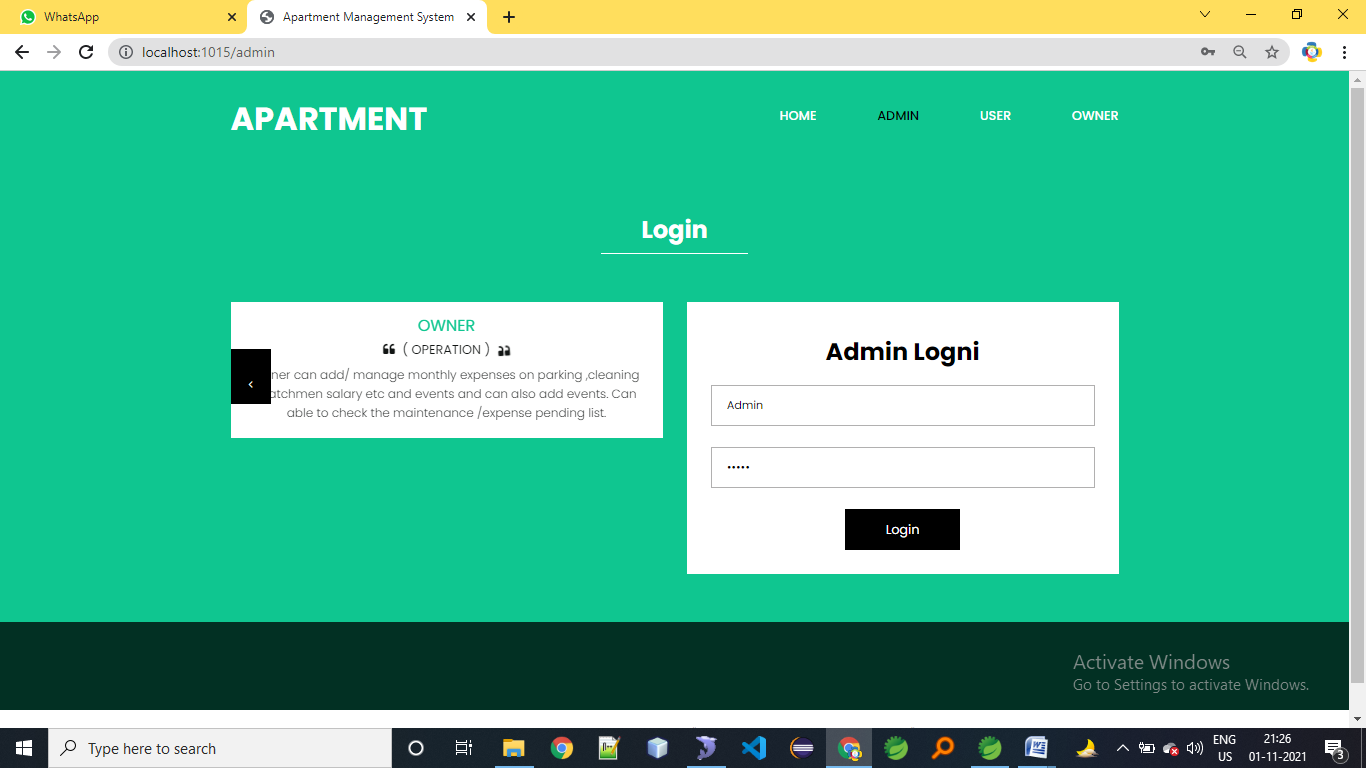 WhatsApp
Apartment Management System
localhost:1015/admin
APARTMENT
HOME
ADMIN
USER
OWNER
Login
OWNER
( OPERATION )
ner can add/ manage monthly expenses on parking ,cleaning
atchmen salary etc and events and can also add events. Can
able to check the maintenance /expense pending list.
Admin Logni
Admin
•••••
Login
Activate Windows
Go to Settings to activate Windows.
Type here to search
ENG
US
21:26
01-11-2021
3